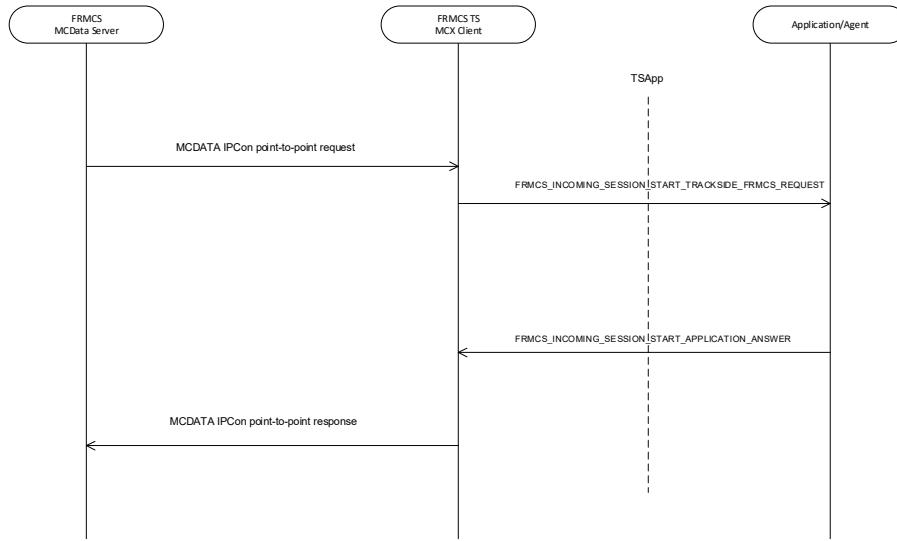 FRMCS
MCData Server
FRMCS TS
MCX Client
Application/Agent
TSApp
MCDATA IPCon point-to-point request
FRMCS_INCOMING_SESSION_START_TRACKSIDE_FRMCS_REQUEST
FRMCS_INCOMING_SESSION_START_APPLICATION_ANSWER
MCDATA IPCon point-to-point response